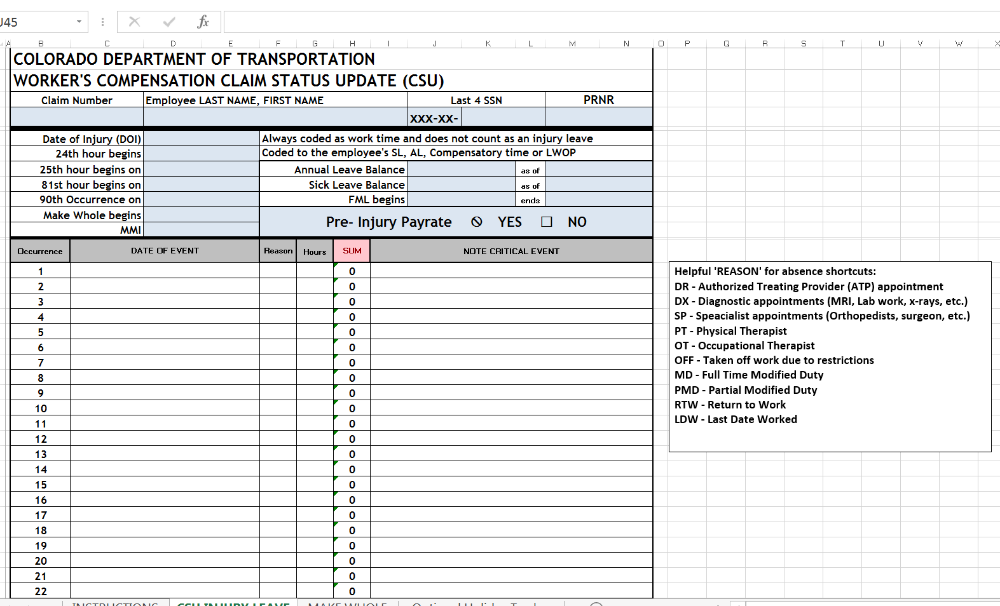 J45
fx
A B C D E F G H I J K L M N O P Q R S T U V W X
COLORADO DEPARTMENT OF TRANSPORTATION
WORKER'S COMPENSATION CLAIM STATUS UPDATE (CSU)
Claim Number Employee LAST NAME, FIRST NAME Last 4 SSN PRNR
XXX-XX-
Date of Injury (DOI) Always coded as work time and does not count as an injury leave
24th hour begins Coded to the employee's SL, AL, Compensatory time or LWOP
25th hour begins on Annual Leave Balance as of
81st hour begins on Sick Leave Balance as of
90th Occurrence on FML begins ends
Make Whole begins
Pre- Injury Payrate YES ☐ NO
MMI
Occurrence DATE OF EVENT Reason Hours SUM NOTE CRITICAL EVENT
1 0
2 0
3 0
4 0
5 0
6 0
7 0
8 0
9 0
10 0
11 0
12 0
13 0
14 0
15 0
16 0
17 0
18 0
19 0
20 0
21 0
22 0
Helpful 'REASON' for absence shortcuts:
DR - Authorized Treating Provider (ATP) appointment
DX - Diagnostic appointments (MRI, Lab work, x-rays, etc.)
SP - Speacialist appointments (Orthopedists, surgeon, etc.)
PT - Physical Therapist
OT - Occupational Therapist
OFF - Taken off work due to restrictions
MD - Full Time Modified Duty
PMD - Partial Modified Duty
RTW - Return to Work
LDW - Last Date Worked
INSTRUCTIONS CSU INJURY LEAVE MAKE WHOLE Optional Holiday Tracker